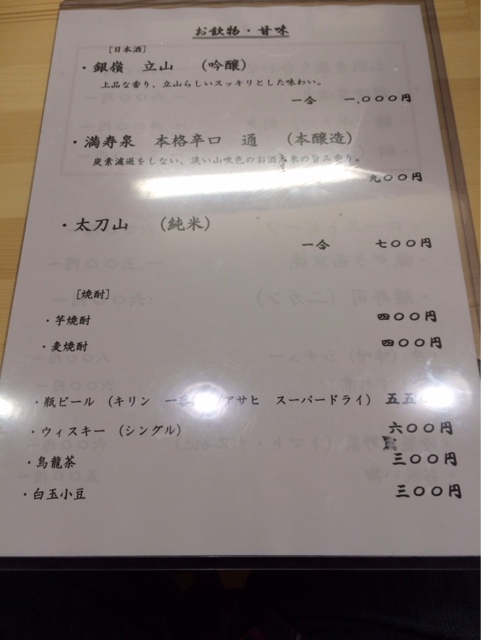 お飲物・甘味
[日本酒]
・銀嶺 立山 (吟醸)
上品な香り、立山らしいスッキリとした味わい。
一合 一,〇〇〇円
・満寿泉 本格辛口 通 (本醸造)
炭素濾過をしない、淡い山吹色のお酒 米の旨み香り。
九〇〇円
・太刀山 (純米)
一合 七〇〇円
[焼酎]
・芋焼酎 四〇〇円
・麦焼酎 四〇〇円
・瓶ビール (キリン 一 アサヒ スーパードライ) 五五
・ウィスキー (シングル) 六〇〇円
・烏龍茶 三〇〇円
・白玉小豆 三〇〇円